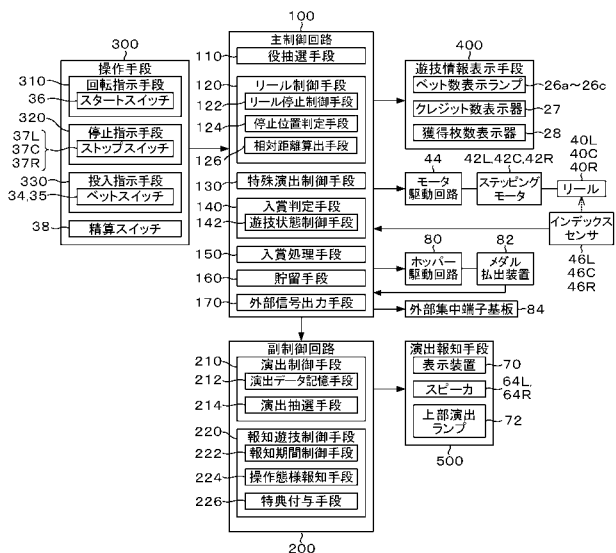 100
主制御回路
110
役抽選手段
120
リール制御手段
122
リール停止制御手段
124
停止位置判定手段
126
相対距離算出手段
130
特殊演出制御手段
140
入賞判定手段
142
遊技状態制御手段
150
入賞処理手段
160
貯留手段
170
外部信号出力手段
300
操作手段
310
回転指示手段
36
スタートスイッチ
320
停止指示手段
37L
37C
37R
ストップスイッチ
330
投入指示手段
34,35
ベットスイッチ
38
精算スイッチ
400
遊技情報表示手段
ベット数表示ランプ
26a～26c
クレジット数表示器
27
獲得枚数表示器
28
44
モータ
駆動回路
42L,42C,42R
ステッピング
モータ
40L
40C
40R
リール
インデックス
センサ
46L
46C
46R
80
ホッパー
駆動回路
82
メダル
払出装置
外部集中端子基板
84
副制御回路
210
演出制御手段
212
演出データ記憶手段
214
演出抽選手段
220
報知遊技制御手段
222
報知期間制御手段
224
操作態様報知手段
226
特典付与手段
200
演出報知手段
表示装置
70
スピーカ
64L,
64R
上部演出
ランプ
72
500